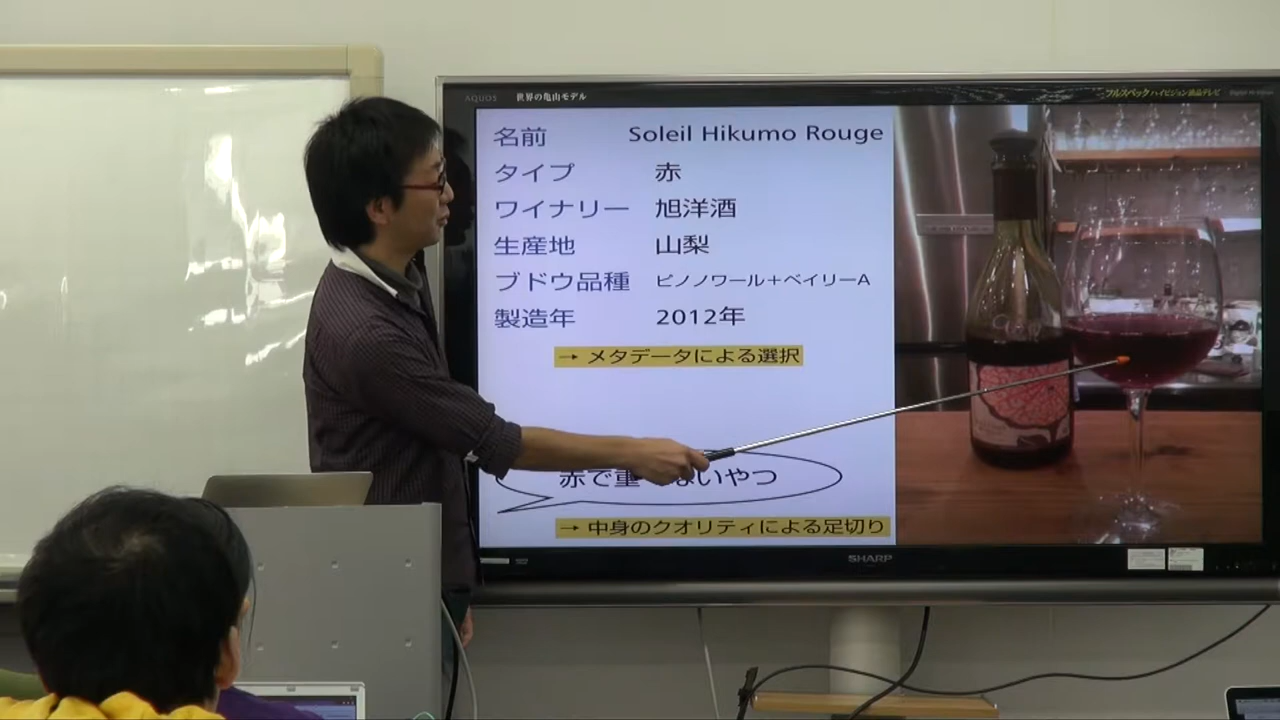 AQUOS 世界の亀山モデル
フルスペックハイビジョン液晶テレビ
名前 Soleil Hikumo Rouge
タイプ 赤
ワイナリー 旭洋酒
生産地 山梨
ブドウ品種 ピノノワール+ベイリーA
製造年 2012年
→ メタデータによる選択
赤で重 ないやつ
→ 中身のクオリティによる足切り
SHARP